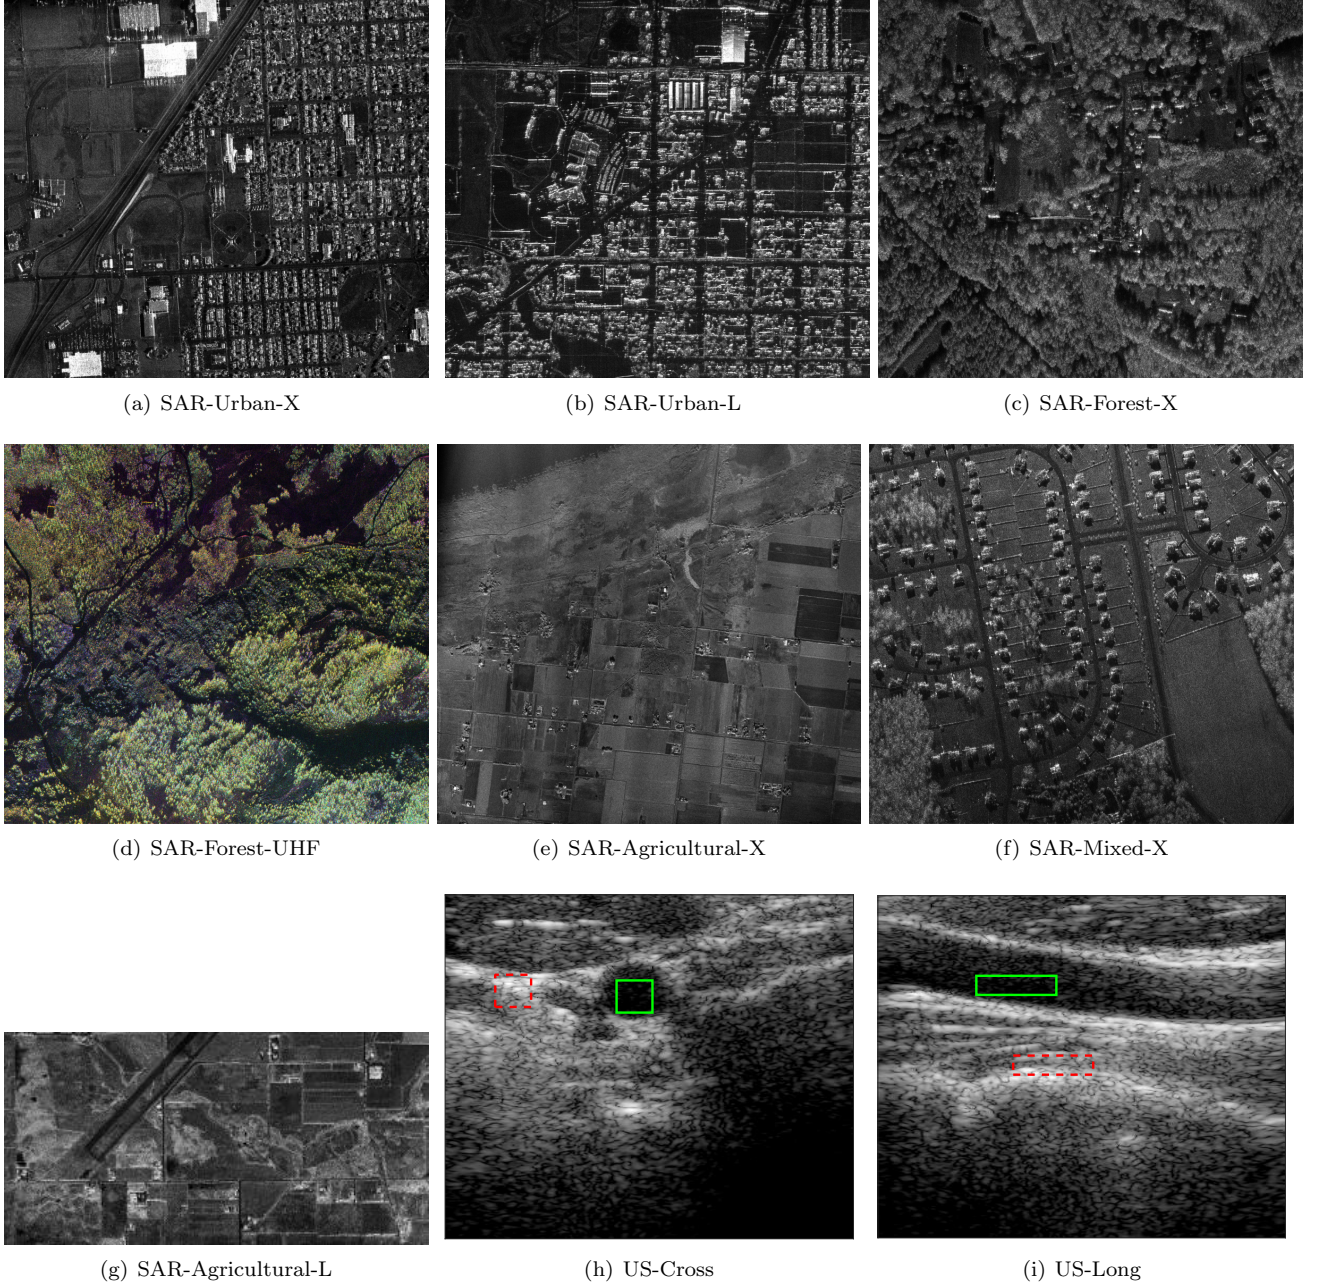 (a) SAR-Urban-X
(b) SAR-Urban-L
(c) SAR-Forest-X
(d) SAR-Forest-UHF
(e) SAR-Agricultural-X
(f) SAR-Mixed-X
(g) SAR-Agricultural-L
(h) US-Cross
(i) US-Long